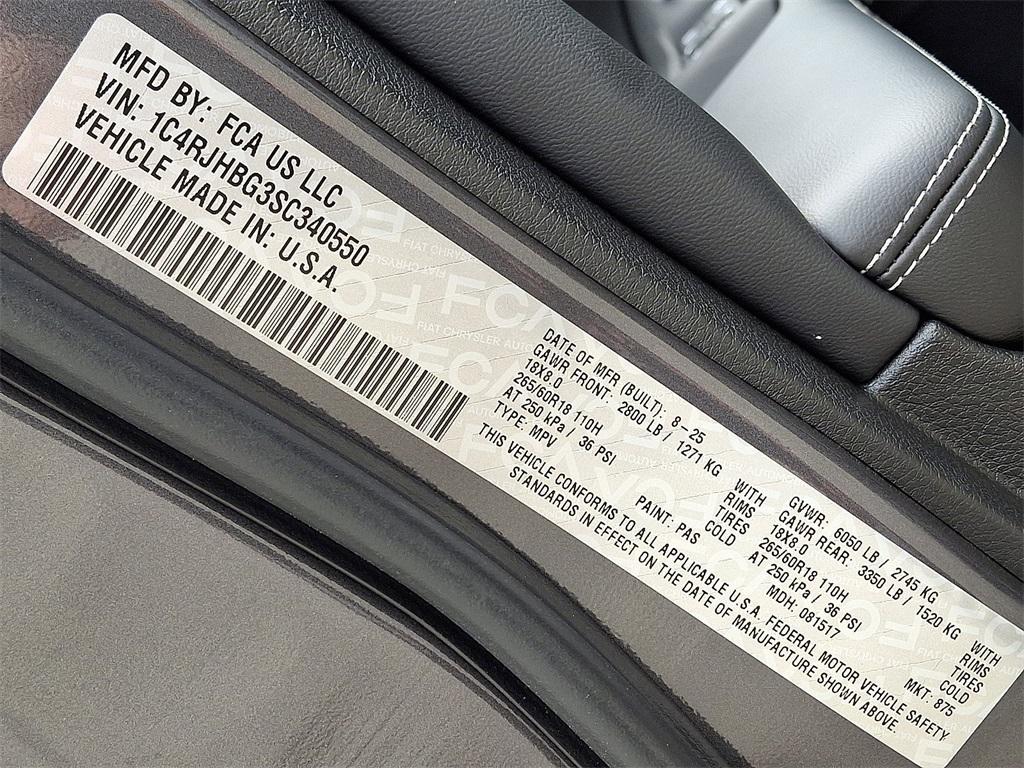 MFD BY: FCA US LLC
VIN: 1C4RJHBG3SC340550
VEHICLE MADE IN: U.S.A.
DATE OF MFR (BUILT): 8-25 GVWR: 6050 LB / 2745 KG
GAWR FRONT: 2800 LB / 1271 KG WITH GAWR REAR: 3350 LB / 1520 KG WITH
18X8.0 RIMS 18X8.0 RIMS
265/60R18 110H TIRES 265/60R18 110H TIRES
AT 250 kPa / 36 PSI COLD AT 250 kPa / 36 PSI COLD
TYPE: MPV PAINT: PAS MDH: 081517 MKT: 875
THIS VEHICLE CONFORMS TO ALL APPLICABLE U.S.A. FEDERAL MOTOR VEHICLE SAFETY
STANDARDS IN EFFECT ON THE DATE OF MANUFACTURE SHOWN ABOVE.